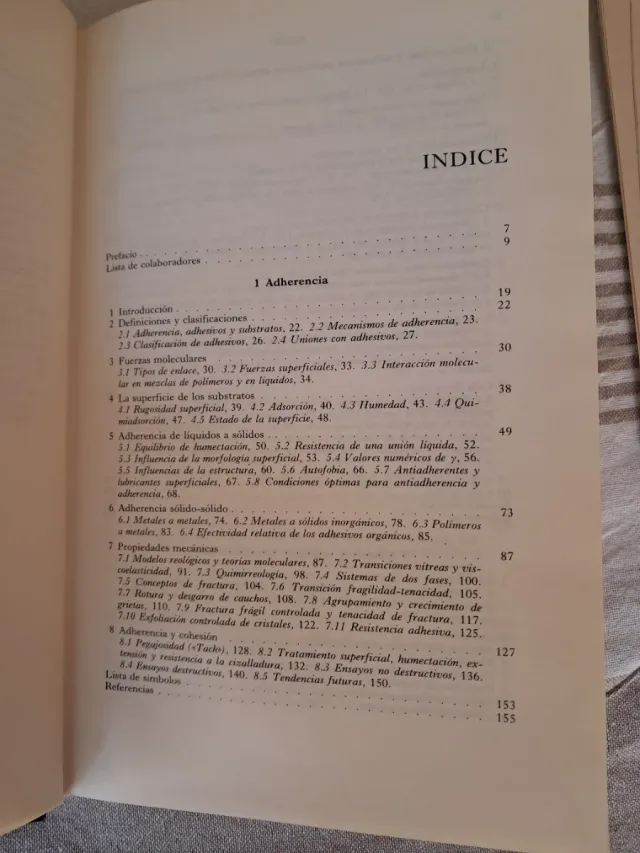 INDICE
Prefacio . . . 7
Lista de colaboradores . . . 9
1 Adherencia
1 Introducción . . . 19
2 Definiciones y clasificaciones . . . 22
2.1 Adherencia, adhesivos y substratos, 22. 2.2 Mecanismos de adherencia, 23.
2.3 Clasificación de adhesivos, 26. 2.4 Uniones con adhesivos, 27.
3 Fuerzas moleculares . . . 30
3.1 Tipos de enlace, 30. 3.2 Fuerzas superficiales, 33. 3.3 Interacción molecu-
lar en mezclas de polímeros y en líquidos, 34.
4 La superficie de los substratos . . . 38
4.1 Rugosidad superficial, 39. 4.2 Adsorción, 40. 4.3 Humedad, 43. 4.4 Qui-
miadsorción, 47. 4.5 Estado de la superficie, 48.
5 Adherencia de líquidos a sólidos . . . 49
5.1 Equilibrio de humectación, 50. 5.2 Resistencia de una unión líquida, 52.
5.3 Influencia de la morfología superficial, 53. 5.4 Valores numéricos de γ, 56.
5.5 Influencias de la estructura, 60. 5.6 Autofobia, 66. 5.7 Antiadherentes y
lubricantes superficiales, 67. 5.8 Condiciones óptimas para antiadherencia y
adherencia, 68.
6 Adherencia sólido-sólido . . . 73
6.1 Metales a metales, 74. 6.2 Metales a sólidos inorgánicos, 78. 6.3 Polímeros
a metales, 83. 6.4 Efectividad relativa de los adhesivos orgánicos, 85.
7 Propiedades mecánicas . . . 87
7.1 Modelos reológicos y teorías moleculares, 87. 7.2 Transiciones vítreas y vis-
coelasticidad, 91. 7.3 Quimirreología, 98. 7.4 Sistemas de dos fases, 100.
7.5 Conceptos de fractura, 104. 7.6 Transición fragilidad-tenacidad, 105.
7.7 Rotura y desgarro de cauchos, 108. 7.8 Agrupamiento y crecimiento de
grietas, 110. 7.9 Fractura frágil controlada y tenacidad de fractura, 117.
7.10 Exfoliación controlada de cristales, 122. 7.11 Resistencia adhesiva, 125.
8 Adherencia y cohesión . . . 127
8.1 Pegajosidad («Tack»), 128. 8.2 Tratamiento superficial, humectación, ex-
tensión y resistencia a la cizalladura, 132. 8.3 Ensayos no destructivos, 136.
8.4 Ensayos destructivos, 140. 8.5 Tendencias futuras, 150.
Lista de símbolos . . . 153
Referencias . . . 155